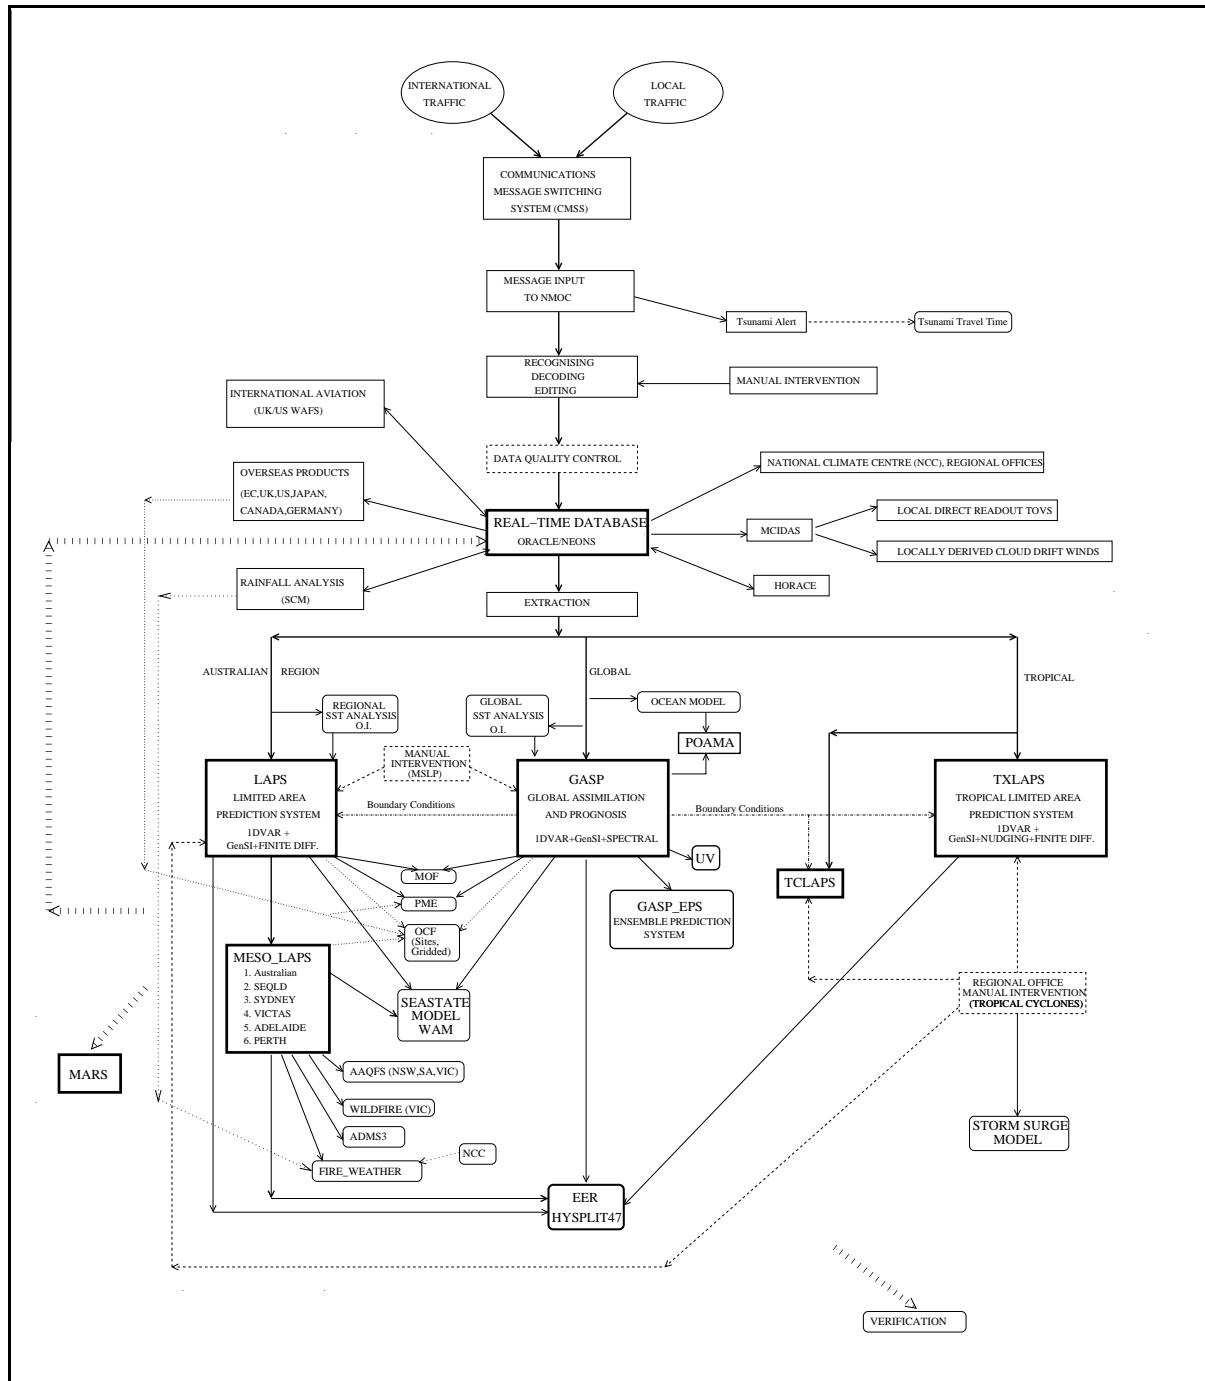 INTERNATIONAL
TRAFFIC
LOCAL
TRAFFIC
COMMUNICATIONS
MESSAGE SWITCHING
SYSTEM (CMSS)
MESSAGE INPUT
TO NMOC
Tsunami Alert
Tsunami Travel Time
RECOGNISING
DECODING
EDITING
MANUAL INTERVENTION
INTERNATIONAL AVIATION
(UK/US WAFS)
DATA QUALITY CONTROL
NATIONAL CLIMATE CENTRE (NCC), REGIONAL OFFICES
OVERSEAS PRODUCTS
(EC,UK,US,JAPAN,
CANADA,GERMANY)
REAL-TIME DATABASE
ORACLE/NEONS
MCIDAS
LOCAL DIRECT READOUT TOVS
LOCALLY DERIVED CLOUD DRIFT WINDS
RAINFALL ANALYSIS
(SCM)
HORACE
EXTRACTION
AUSTRALIAN REGION
GLOBAL
TROPICAL
REGIONAL
SST ANALYSIS
O.I.
GLOBAL
SST ANALYSIS
O.I.
OCEAN MODEL
POAMA
MANUAL
INTERVENTION
(MSLP)
LAPS
LIMITED AREA
PREDICTION SYSTEM
1DVAR +
GenSI+FINITE DIFF.
Boundary Conditions
GASP
GLOBAL ASSIMILATION
AND PROGNOSIS
1DVAR+GenSI+SPECTRAL
Boundary Conditions
TXLAPS
TROPICAL LIMITED AREA
PREDICTION SYSTEM
1DVAR +
GenSI+NUDGING+FINITE DIFF.
UV
MOF
TCLAPS
PME
GASP_EPS
ENSEMBLE PREDICTION
SYSTEM
OCF
(Sites,
Gridded)
MESO_LAPS
1. Australian
2. SEQLD
3. SYDNEY
4. VICTAS
5. ADELAIDE
6. PERTH
SEASTATE
MODEL
WAM
REGIONAL OFFICE
MANUAL INTERVENTION
(TROPICAL CYCLONES)
MARS
AAQFS (NSW,SA,VIC)
WILDFIRE (VIC)
ADMS3
NCC
FIRE_WEATHER
STORM SURGE
MODEL
EER
HYSPLIT47
VERIFICATION